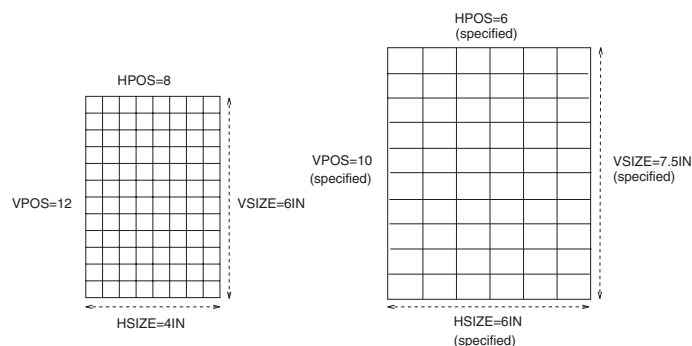 HPOS=8
VPOS=12
VSIZE=6IN
HSIZE=4IN
HPOS=6
(specified)
VPOS=10
(specified)
VSIZE=7.5IN
(specified)
HSIZE=6IN
(specified)